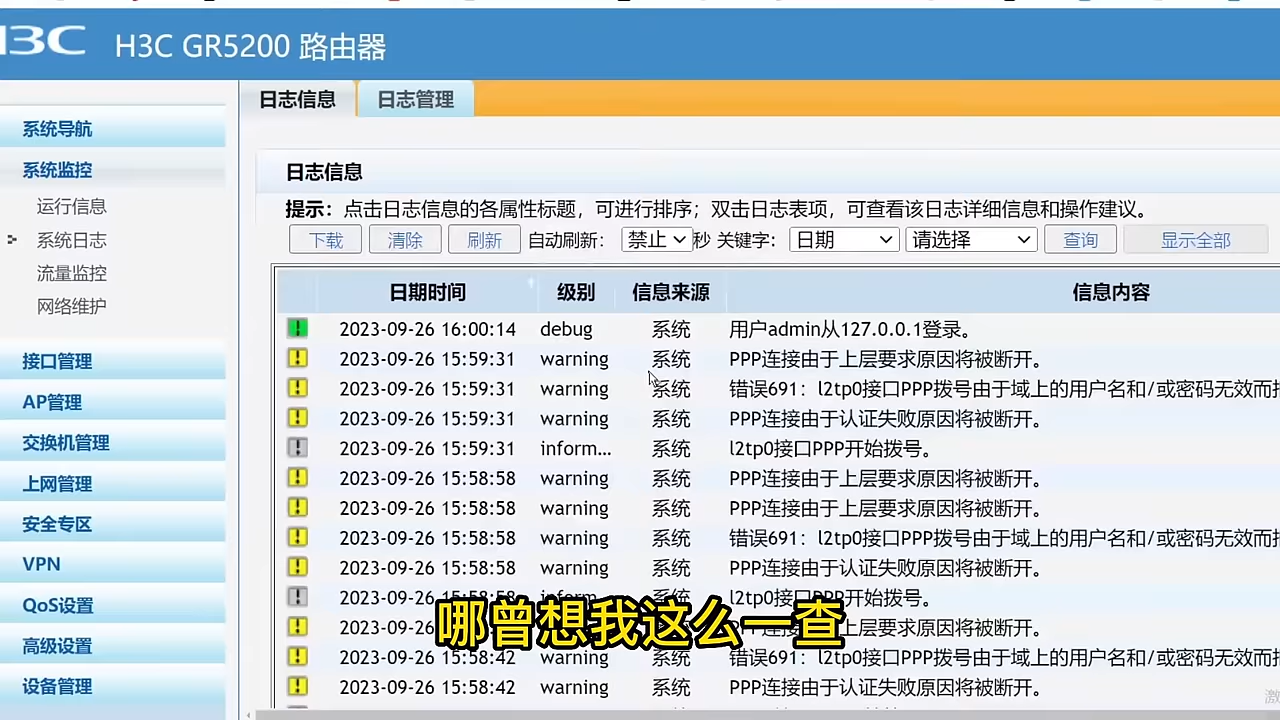 H3C H3C GR5200 路由器
日志信息 日志管理
系统导航
系统监控
运行信息
系统日志
流量监控
网络维护
接口管理
AP管理
交换机管理
上网管理
安全专区
VPN
QoS设置
高级设置
设备管理
日志信息
提示：点击日志信息的各属性标题，可进行排序；双击日志表项，可查看该日志详细信息和操作建议。
下载 清除 刷新 自动刷新： 禁止 秒 关键字： 日期 请选择 查询 显示全部
日期时间 级别 信息来源 信息内容
2023-09-26 16:00:14 debug 系统 用户admin从127.0.0.1登录。
2023-09-26 15:59:31 warning 系统 PPP连接由于上层要求原因将被断开。
2023-09-26 15:59:31 warning 系统 错误691：l2tp0接口PPP拨号由于域上的用户名和/或密码无效而
2023-09-26 15:59:31 warning 系统 PPP连接由于认证失败原因将被断开。
2023-09-26 15:59:31 inform... 系统 l2tp0接口PPP开始拨号。
2023-09-26 15:58:58 warning 系统 PPP连接由于上层要求原因将被断开。
2023-09-26 15:58:58 warning 系统 PPP连接由于上层要求原因将被断开。
2023-09-26 15:58:58 warning 系统 错误691：l2tp0接口PPP拨号由于域上的用户名和/或密码无效而
2023-09-26 15:58:58 warning 系统 PPP连接由于认证失败原因将被断开。
2023-09-26 15:58:58 inform... 系统 l2tp0接口PPP开始拨号。
2023-09-26 PPP连接由于上层要求原因将被断开。
哪曾想我这么一查
2023-09-26 15:58:42 warning 系统 错误691：l2tp0接口PPP拨号由于域上的用户名和/或密码无效而
2023-09-26 15:58:42 warning 系统 PPP连接由于认证失败原因将被断开。